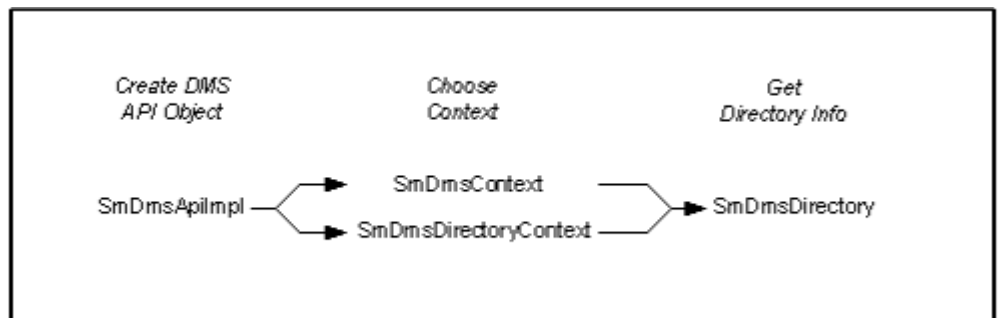 Create DMS
API Object
Choose
Context
Get
Directory Info
SmDmsApiImpl
SmDmsContext
SmDmsDirectoryContext
SmDmsDirectory